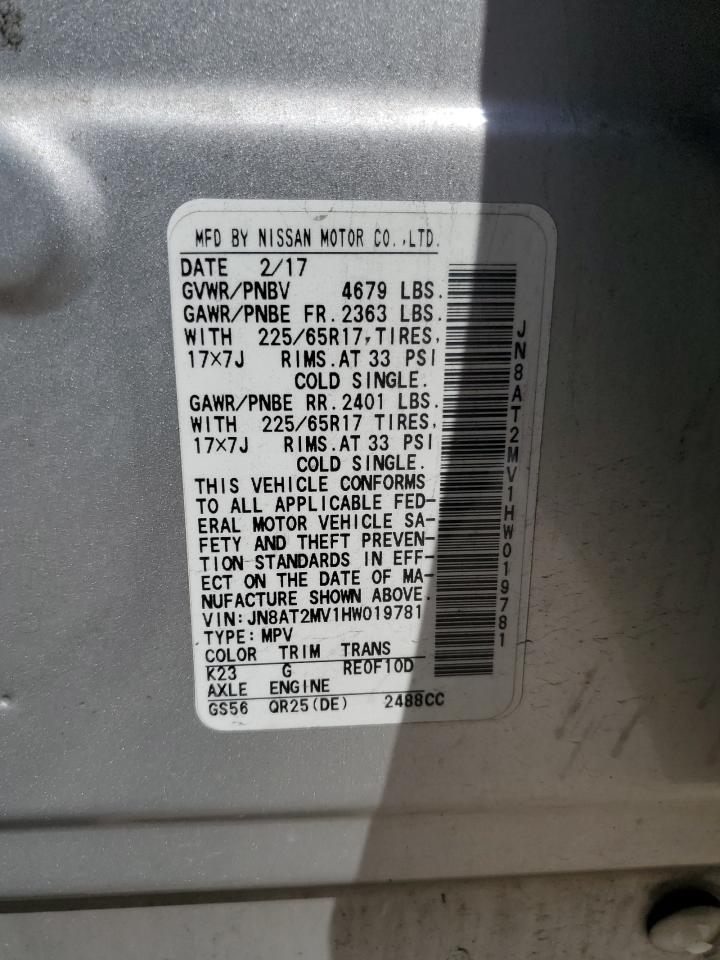 MFD BY NISSAN MOTOR CO.,LTD.
DATE 2/17
GVWR/PNBV 4679 LBS.
GAWR/PNBE FR. 2363 LBS.
WITH 225/65R17, TIRES,
17×7J RIMS. AT 33 PSI
COLD SINGLE.
GAWR/PNBE RR. 2401 LBS.
WITH 225/65R17 TIRES,
17×7J RIMS. AT 33 PSI
COLD SINGLE.
THIS VEHICLE CONFORMS
TO ALL APPLICABLE FED-
ERAL MOTOR VEHICLE SA-
FETY AND THEFT PREVEN-
TION STANDARDS IN EFF-
ECT ON THE DATE OF MA-
NUFACTURE SHOWN ABOVE.
VIN: JN8AT2MV1HW019781
TYPE: MPV
COLOR TRIM TRANS
K23 G RE0F10D
AXLE ENGINE
GS56 QR25(DE) 2488CC
JN8AT2MV1HW019781